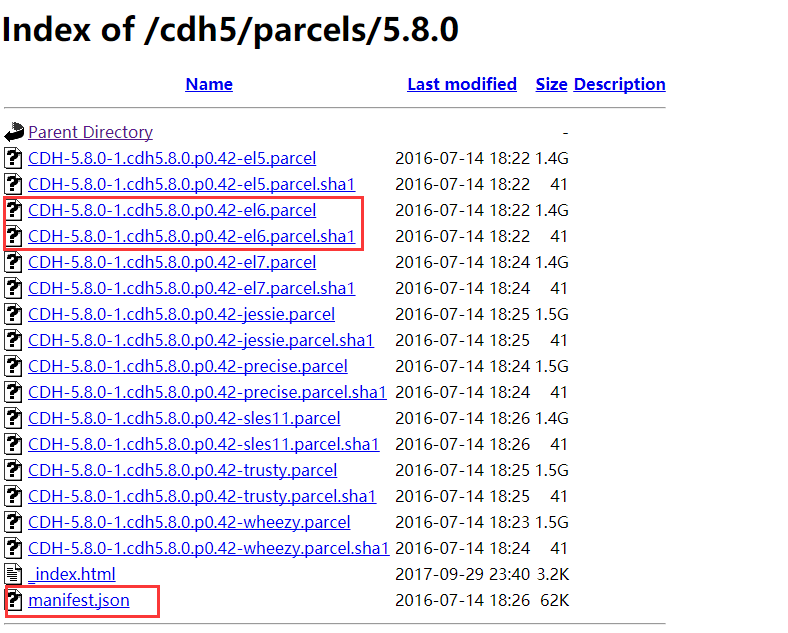 Index of /cdh5/parcels/5.8.0
Name Last modified Size Description
Parent Directory -
CDH-5.8.0-1.cdh5.8.0.p0.42-el5.parcel 2016-07-14 18:22 1.4G
CDH-5.8.0-1.cdh5.8.0.p0.42-el5.parcel.sha1 2016-07-14 18:22 41
CDH-5.8.0-1.cdh5.8.0.p0.42-el6.parcel 2016-07-14 18:22 1.4G
CDH-5.8.0-1.cdh5.8.0.p0.42-el6.parcel.sha1 2016-07-14 18:22 41
CDH-5.8.0-1.cdh5.8.0.p0.42-el7.parcel 2016-07-14 18:24 1.4G
CDH-5.8.0-1.cdh5.8.0.p0.42-el7.parcel.sha1 2016-07-14 18:24 41
CDH-5.8.0-1.cdh5.8.0.p0.42-jessie.parcel 2016-07-14 18:25 1.5G
CDH-5.8.0-1.cdh5.8.0.p0.42-jessie.parcel.sha1 2016-07-14 18:25 41
CDH-5.8.0-1.cdh5.8.0.p0.42-precise.parcel 2016-07-14 18:24 1.5G
CDH-5.8.0-1.cdh5.8.0.p0.42-precise.parcel.sha1 2016-07-14 18:24 41
CDH-5.8.0-1.cdh5.8.0.p0.42-sles11.parcel 2016-07-14 18:26 1.4G
CDH-5.8.0-1.cdh5.8.0.p0.42-sles11.parcel.sha1 2016-07-14 18:26 41
CDH-5.8.0-1.cdh5.8.0.p0.42-trusty.parcel 2016-07-14 18:25 1.5G
CDH-5.8.0-1.cdh5.8.0.p0.42-trusty.parcel.sha1 2016-07-14 18:25 41
CDH-5.8.0-1.cdh5.8.0.p0.42-wheezy.parcel 2016-07-14 18:23 1.5G
CDH-5.8.0-1.cdh5.8.0.p0.42-wheezy.parcel.sha1 2016-07-14 18:24 41
_index.html 2017-09-29 23:40 3.2K
manifest.json 2016-07-14 18:26 62K